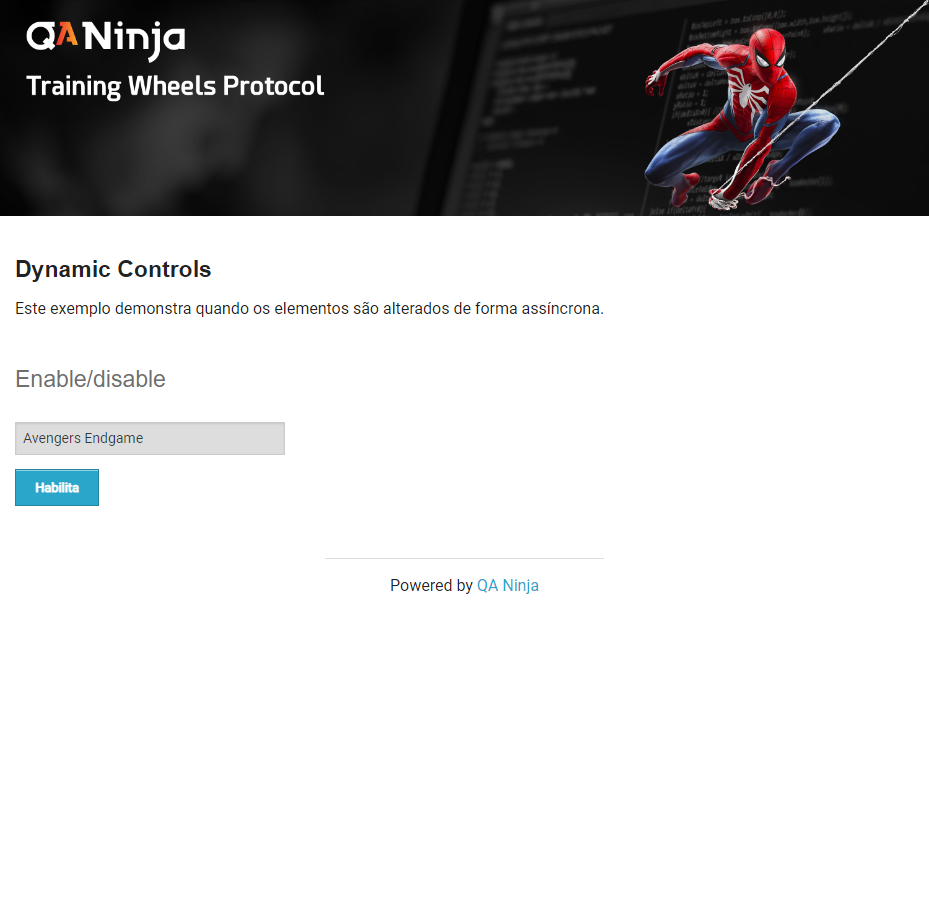 QA Ninja
Training Wheels Protocol
Dynamic Controls
Este exemplo demonstra quando os elementos são alterados de forma assíncrona.
Enable/disable
Avengers Endgame
Habilita
Powered by QA Ninja